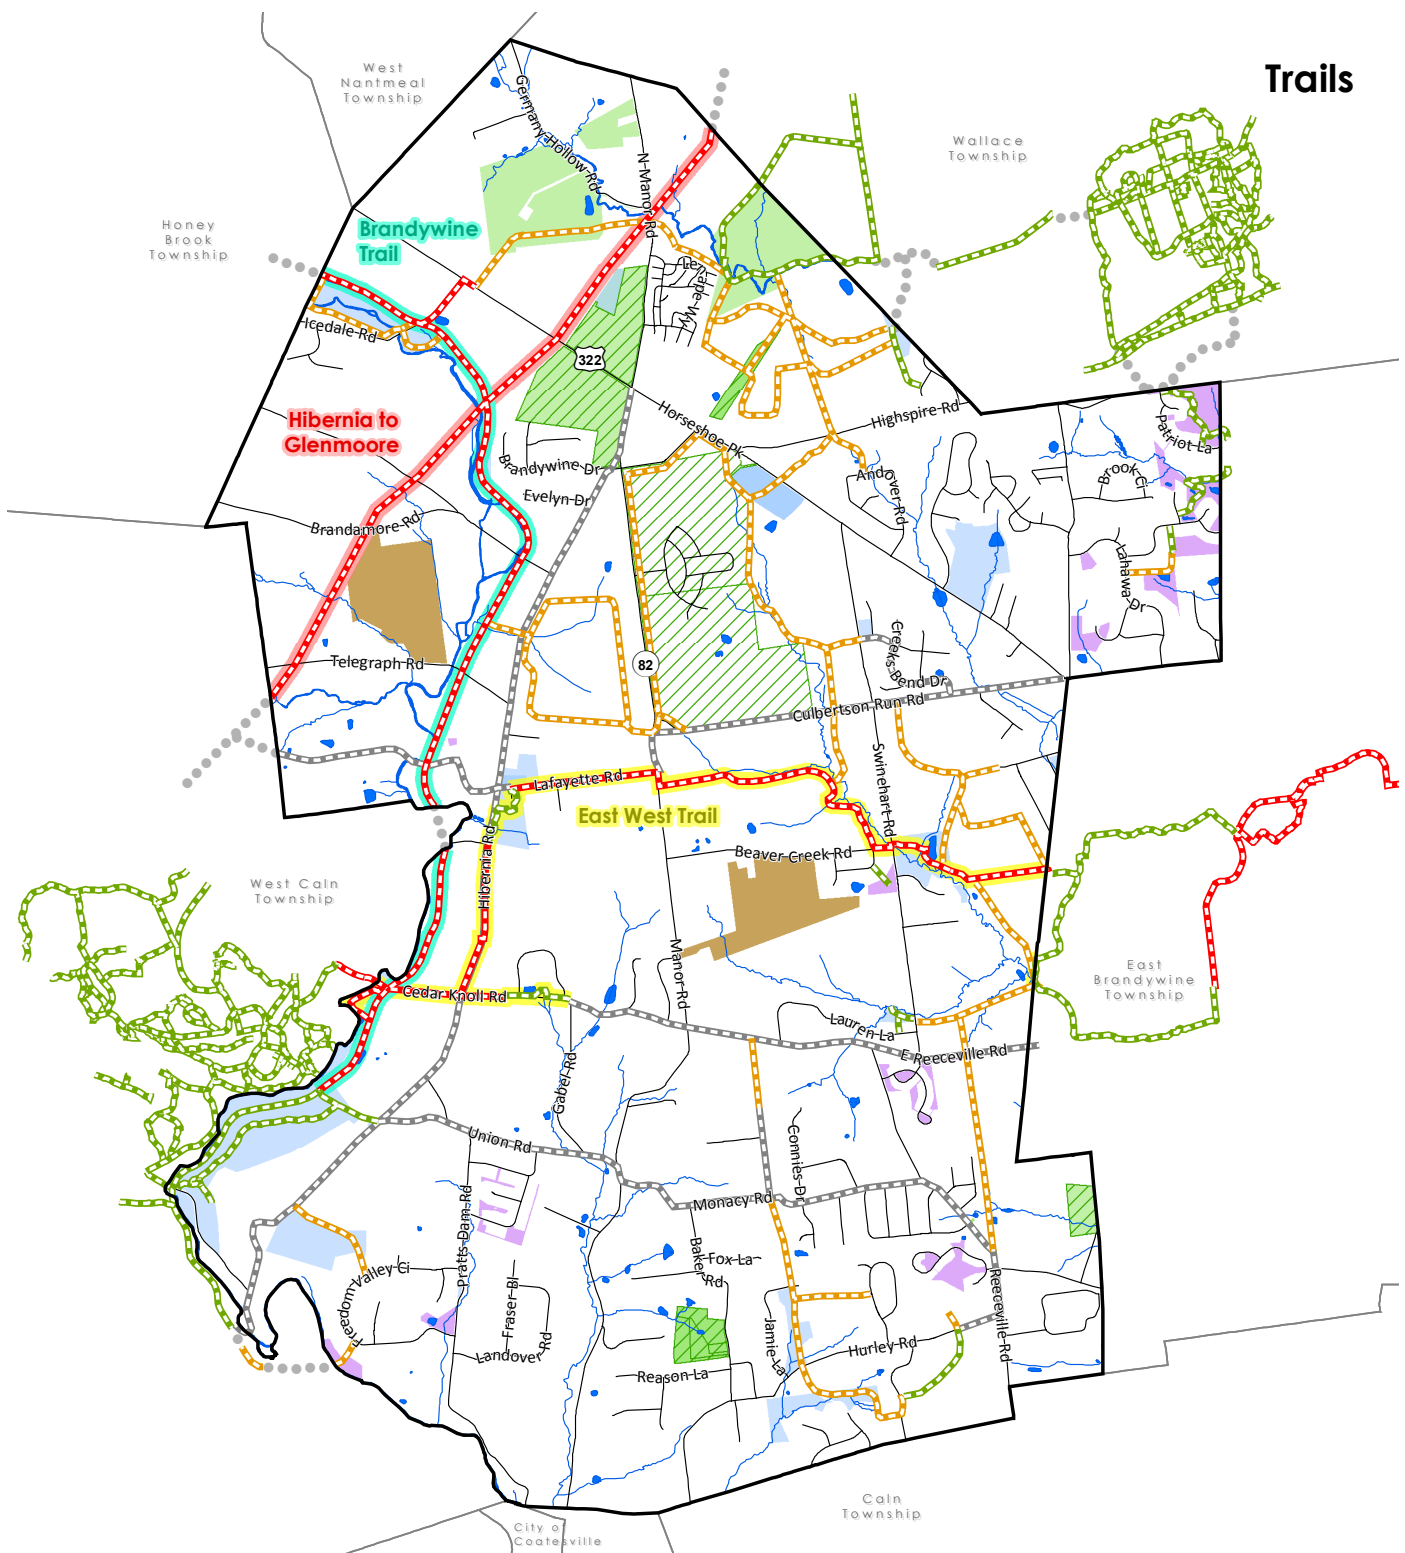 Trails
West
Nantmeal
Township
Wallace
Township
Honey
Brook
Township
Germany Hollow Rd
N Manor Rd
Brandywine
Trail
Lenape Wy
Icedale Rd
322
Hibernia to
Glenmoore
Horseshoe Pk
Highspire Rd
Patriot La
Brook Ci
Brandywine Dr
Evelyn Dr
Andover Rd
Brandamore Rd
Lahawa Dr
Telegraph Rd
82
Creeks Bend Dr
Culbertson Run Rd
Swinehart Rd
Lafayette Rd
East West Trail
Hibernia Rd
Beaver Creek Rd
West Caln
Township
Manor Rd
East
Brandywine
Township
Cedar Knoll Rd
Lauren La
E Reeceville Rd
Gabel Rd
Union Rd
Connies Dr
Monacy Rd
Pratts Dam Rd
Baker Rd
Fox La
Freedom Valley Ci
Fraser Bl
Landover Rd
Jamie La
Hurley Rd
Reeceville Rd
Reason La
Caln
Township
City of
Coatesville